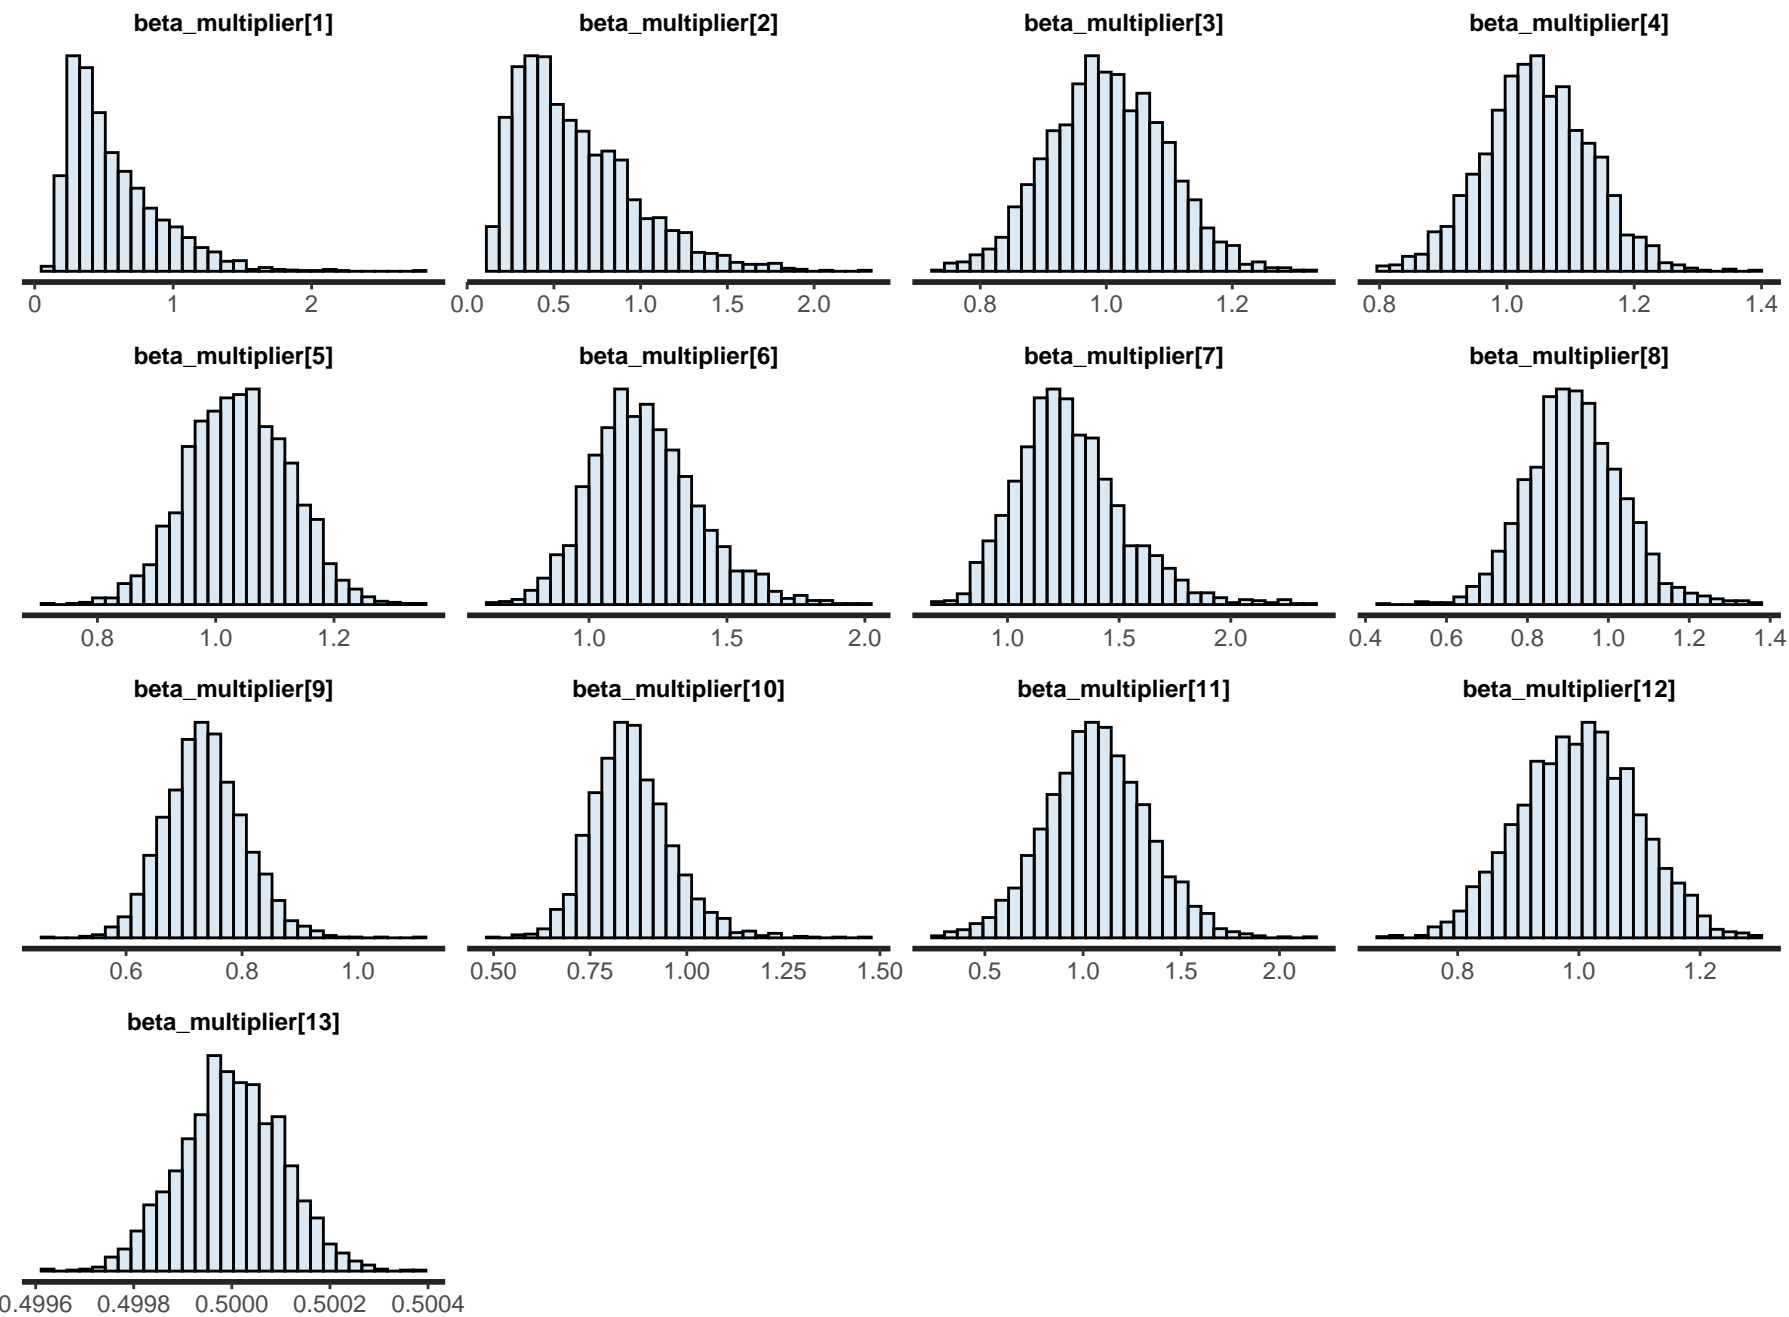 beta_multiplier[1] beta_multiplier[2] beta_multiplier[3] beta_multiplier[4]
0 1 2 0.0 0.5 1.0 1.5 2.0 0.8 1.0 1.2 0.8 1.0 1.2 1.4
beta_multiplier[5] beta_multiplier[6] beta_multiplier[7] beta_multiplier[8]
0.8 1.0 1.2 1.0 1.5 2.0 1.0 1.5 2.0 0.4 0.6 0.8 1.0 1.2 1.4
beta_multiplier[9] beta_multiplier[10] beta_multiplier[11] beta_multiplier[12]
0.6 0.8 1.0 0.50 0.75 1.00 1.25 1.50 0.5 1.0 1.5 2.0 0.8 1.0 1.2
beta_multiplier[13]
0.4996 0.4998 0.5000 0.5002 0.5004